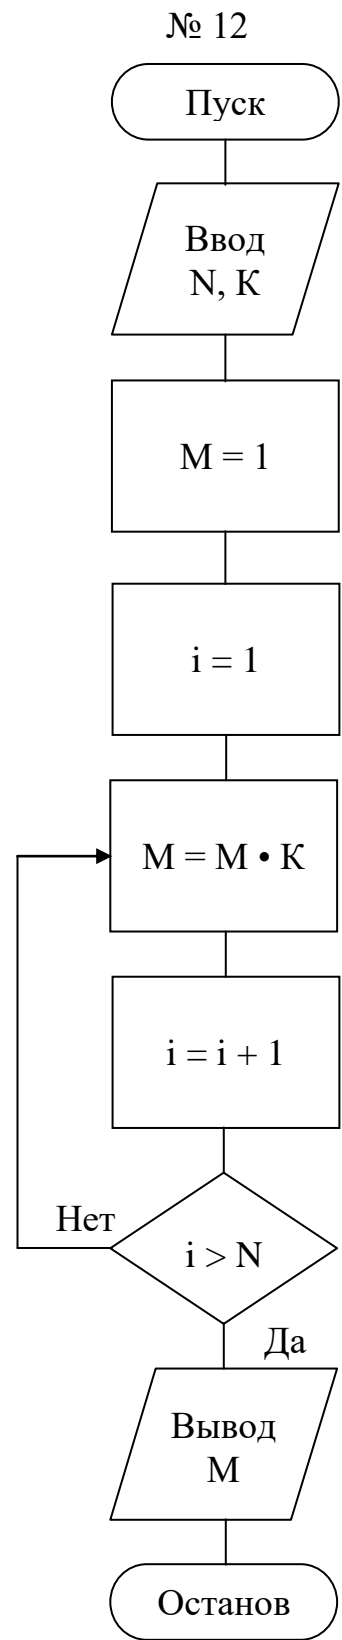 № 12
Пуск
Ввод
N, К
М = 1
i = 1
М = М • К
i = i + 1
Нет
i > N
Да
Вывод
М
Останов